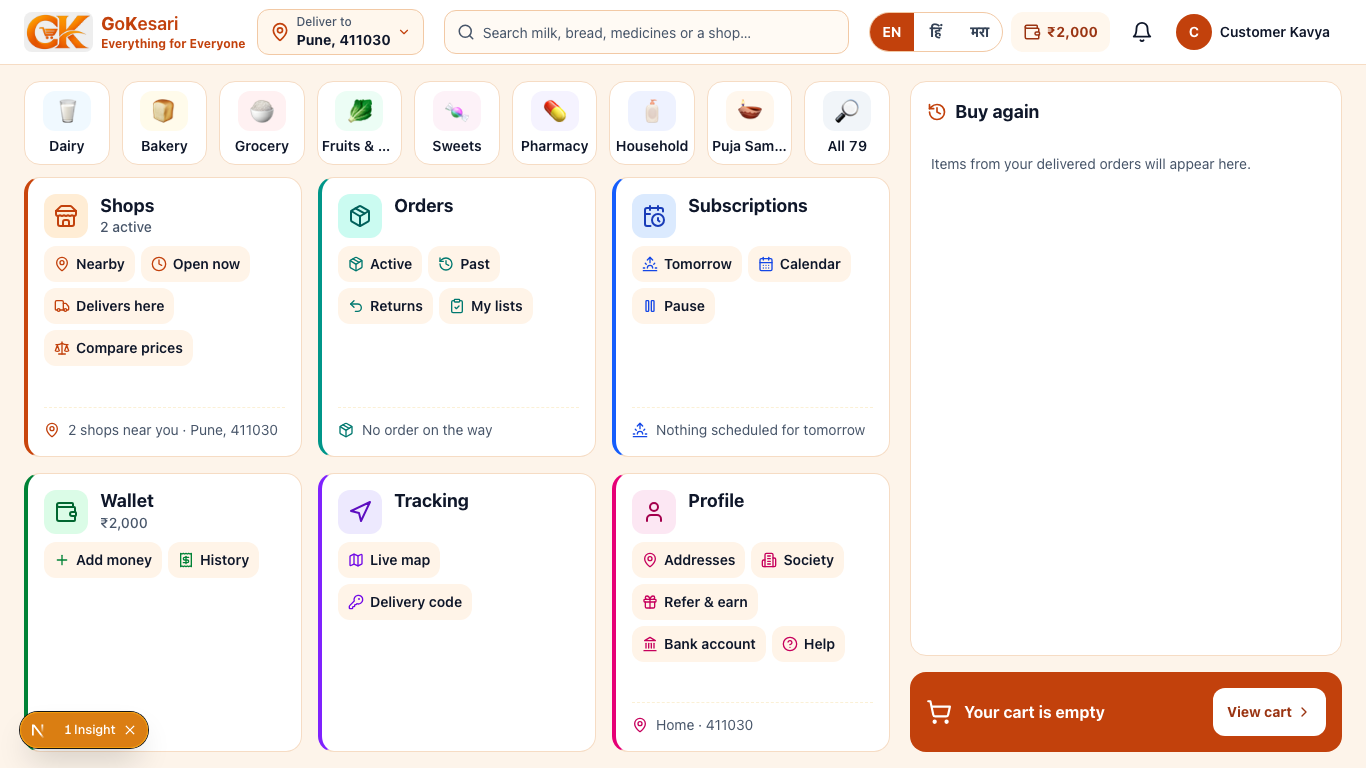 GK
GoKesari
Everything for Everyone
Deliver to
Pune, 411030
Search milk, bread, medicines or a shop...
EN
हिं
मरा
₹2,000
C
Customer Kavya
Dairy
Bakery
Grocery
Fruits & ...
Sweets
Pharmacy
Household
Puja Sam...
All 79
Shops
2 active
Nearby
Open now
Delivers here
Compare prices
2 shops near you · Pune, 411030
Orders
Active
Past
Returns
My lists
No order on the way
Subscriptions
Tomorrow
Calendar
Pause
Nothing scheduled for tomorrow
Wallet
₹2,000
Add money
History
Tracking
Live map
Delivery code
Profile
Addresses
Society
Refer & earn
Bank account
Help
Home · 411030
Buy again
Items from your delivered orders will appear here.
Your cart is empty
View cart
N
1 Insight